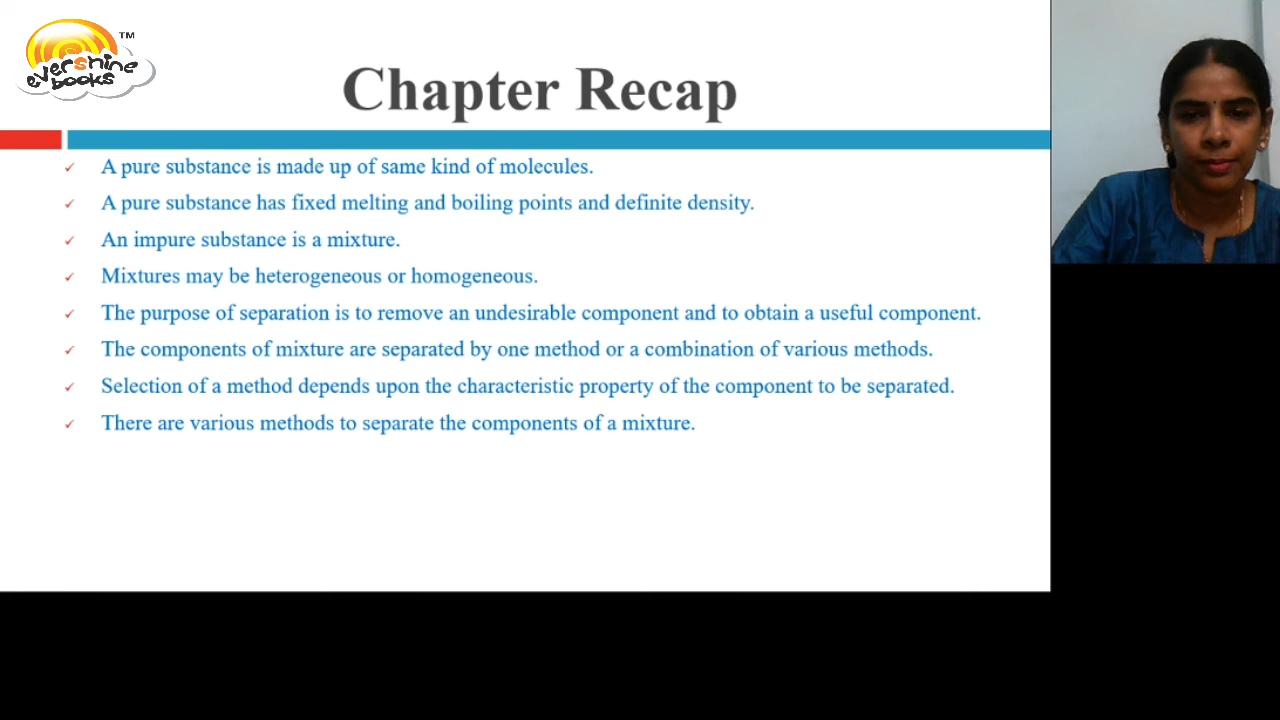 evershine
books
TM
Chapter Recap
✓ A pure substance is made up of same kind of molecules.
✓ A pure substance has fixed melting and boiling points and definite density.
✓ An impure substance is a mixture.
✓ Mixtures may be heterogeneous or homogeneous.
✓ The purpose of separation is to remove an undesirable component and to obtain a useful component.
✓ The components of mixture are separated by one method or a combination of various methods.
✓ Selection of a method depends upon the characteristic property of the component to be separated.
✓ There are various methods to separate the components of a mixture.